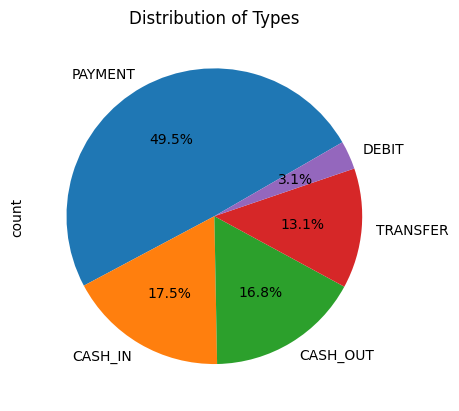 Distribution of Types
PAYMENT
49.5%
DEBIT
3.1%
count
13.1%
TRANSFER
17.5%
16.8%
CASH_IN
CASH_OUT